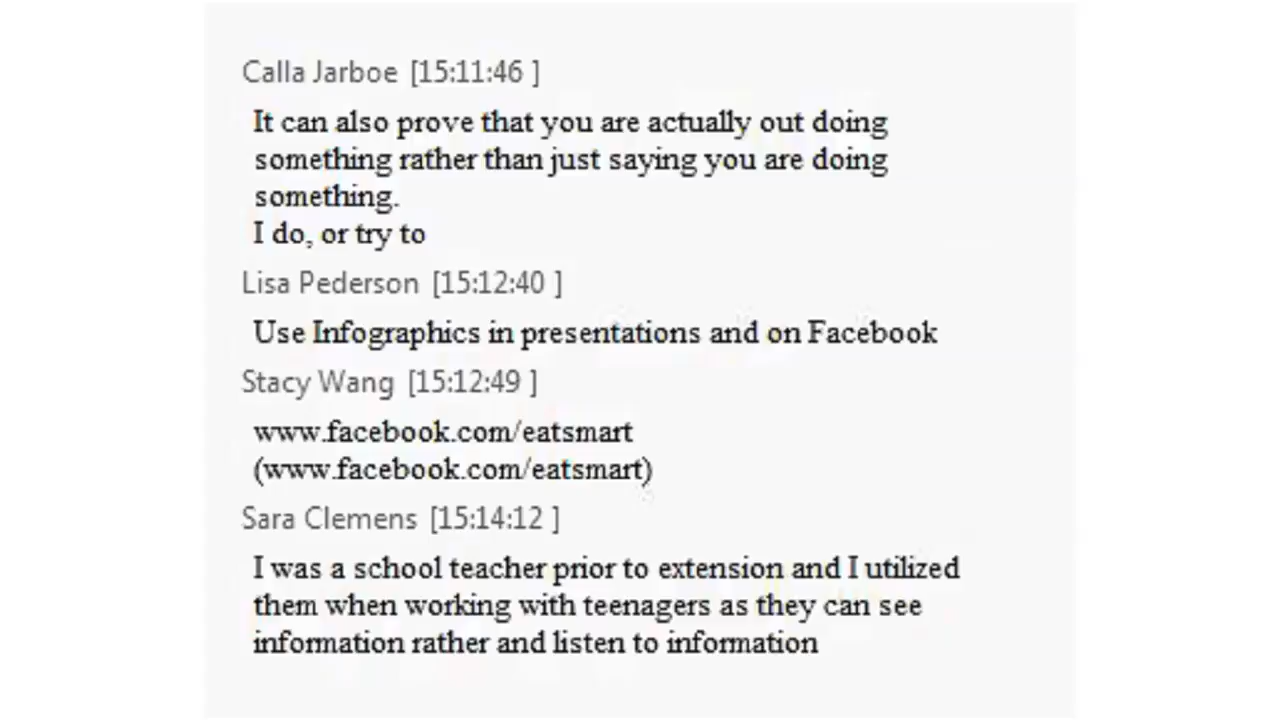 Calla Jarboe [15:11:46 ]
It can also prove that you are actually out doing
something rather than just saying you are doing
something.
I do, or try to
Lisa Pederson [15:12:40 ]
Use Infographics in presentations and on Facebook
Stacy Wang [15:12:49 ]
www.facebook.com/eatsmart
(www.facebook.com/eatsmart)
Sara Clemens [15:14:12 ]
I was a school teacher prior to extension and I utilized
them when working with teenagers as they can see
information rather and listen to information